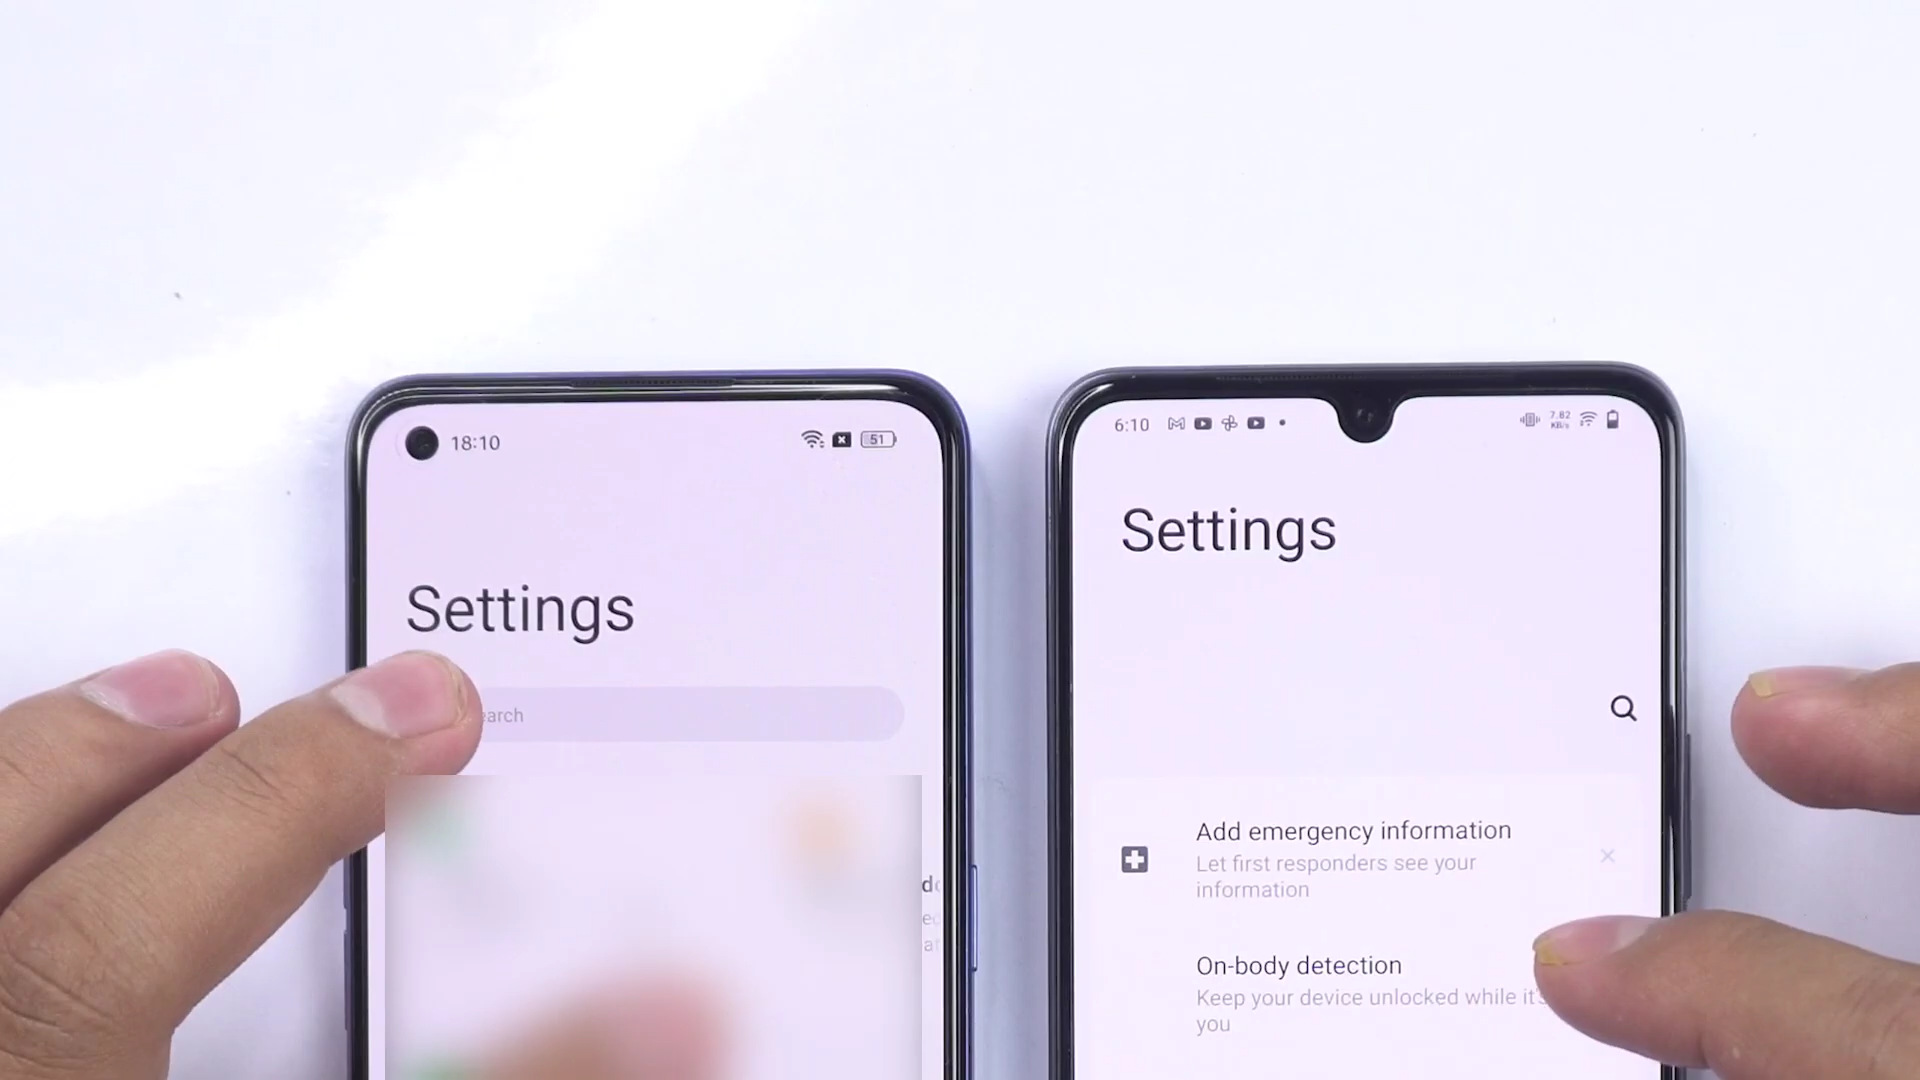 18:10
51
Settings
earch
6:10
7.82
KB/s
Settings
Add emergency information
Let first responders see your
information
On-body detection
Keep your device unlocked while it's
you